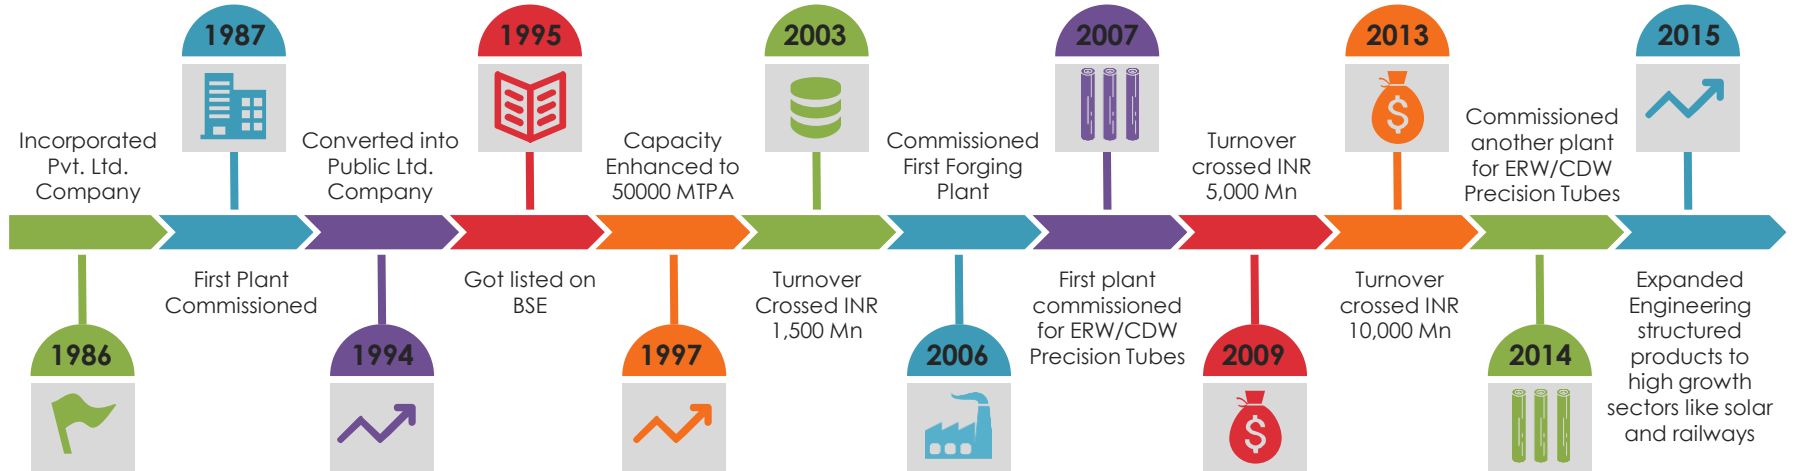 1986
Incorporated
Pvt. Ltd.
Company
1987
First Plant
Commissioned
1994
Converted into
Public Ltd.
Company
1995
Got listed on
BSE
1997
Capacity
Enhanced to
50000 MTPA
2003
Turnover
Crossed INR
1,500 Mn
2006
Commissioned
First Forging
Plant
2007
First plant
commissioned
for ERW/CDW
Precision Tubes
2009
Turnover
crossed INR
5,000 Mn
2013
Turnover
crossed INR
10,000 Mn
2014
Commissioned
another plant
for ERW/CDW
Precision Tubes
2015
Expanded
Engineering
structured
products to
high growth
sectors like solar
and railways